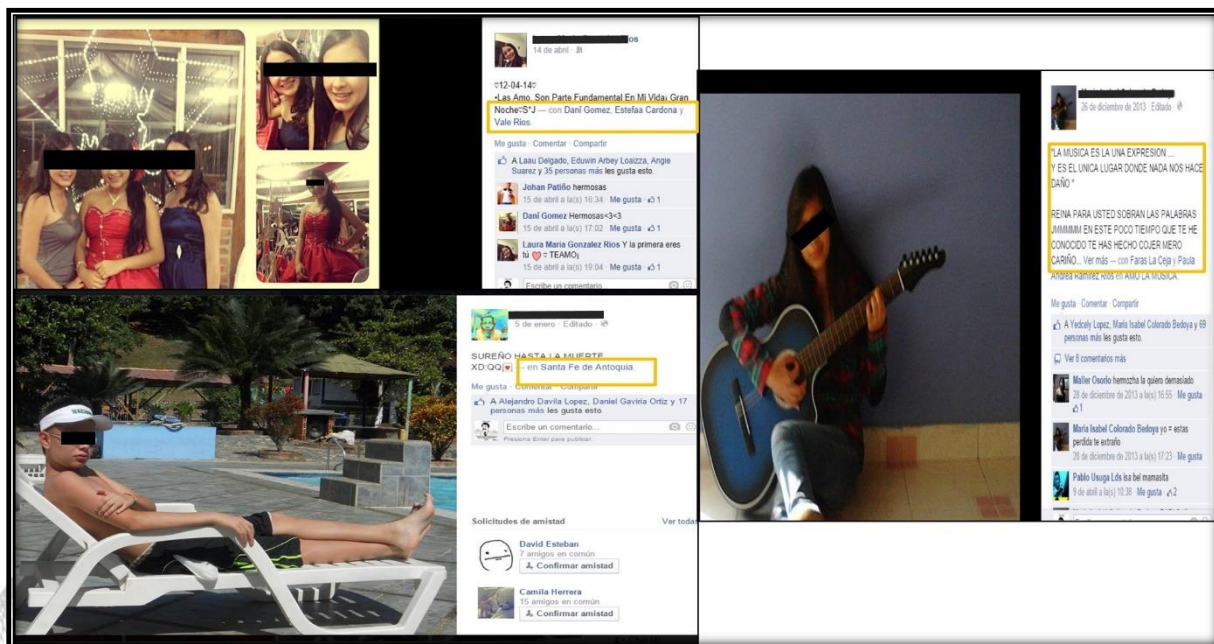 os
14 de abril
♡12-04-14♡
•Las Amo, Son Parte Fundamental En Mi Vida¡ Gran
Noche♡S*J — con Danî Gomez, Estefaa Cardona y
Vale Rios.
Me gusta · Comentar · Compartir
A Laau Delgado, Eduwin Arbey Loaizza, Angie
Suarez y 35 personas más les gusta esto.
Johan Patiño hermosas
15 de abril a la(s) 16:34 · Me gusta · 1
Danî Gomez Hermosas<3<3
15 de abril a la(s) 17:02 · Me gusta · 1
Laura Maria Gonzalez Rios Y la primera eres
tú ❤ = TEAMO¡
15 de abril a la(s) 19:04 · Me gusta · 1
Escribe un comentario...
5 de enero · Editado
SUREÑO HASTA LA MUERTE
XD:QQ — en Santa Fe de Antoquia
Me gusta · Comentar · Compartir
A Alejandro Davila Lopez, Daniel Gaviria Ortiz y 17
personas más les gusta esto.
Escribe un comentario...
Presiona Enter para publicar.
Solicitudes de amistad Ver todas
David Esteban
7 amigos en común
Confirmar amistad
Camila Herrera
15 amigos en común
Confirmar amistad
26 de diciembre de 2013 · Editado
"LA MUSICA ES LA UNA EXPRESION ...
Y ES EL UNICA LUGAR DONDE NADA NOS HACE
DAÑO "
REINA PARA USTED SOBRAN LAS PALABRAS
JMMMMM EN ESTE POCO TIEMPO QUE TE HE
CONOCIDO TE HAS HECHO COJER MERO
CARIÑO... Ver más — con Faras La Ceja y Paula
Andrea Ramirez Rios en AMO LA MUSICA.
Me gusta · Comentar · Compartir
A Yedcely Lopez, Maria Isabel Colorado Bedoya y 69
personas más les gusta esto.
Ver 8 comentarios más
Maller Osorio hermozha la quiero demasiado
28 de diciembre de 2013 a la(s) 16:55 · Me gusta ·
1
Maria Isabel Colorado Bedoya yo = estas
perdida te extraño
28 de diciembre de 2013 a la(s) 17:23 · Me gusta
Pablo Usuga Lds isa bel mamasita
9 de abril a la(s) 10:38 · Me gusta · 2